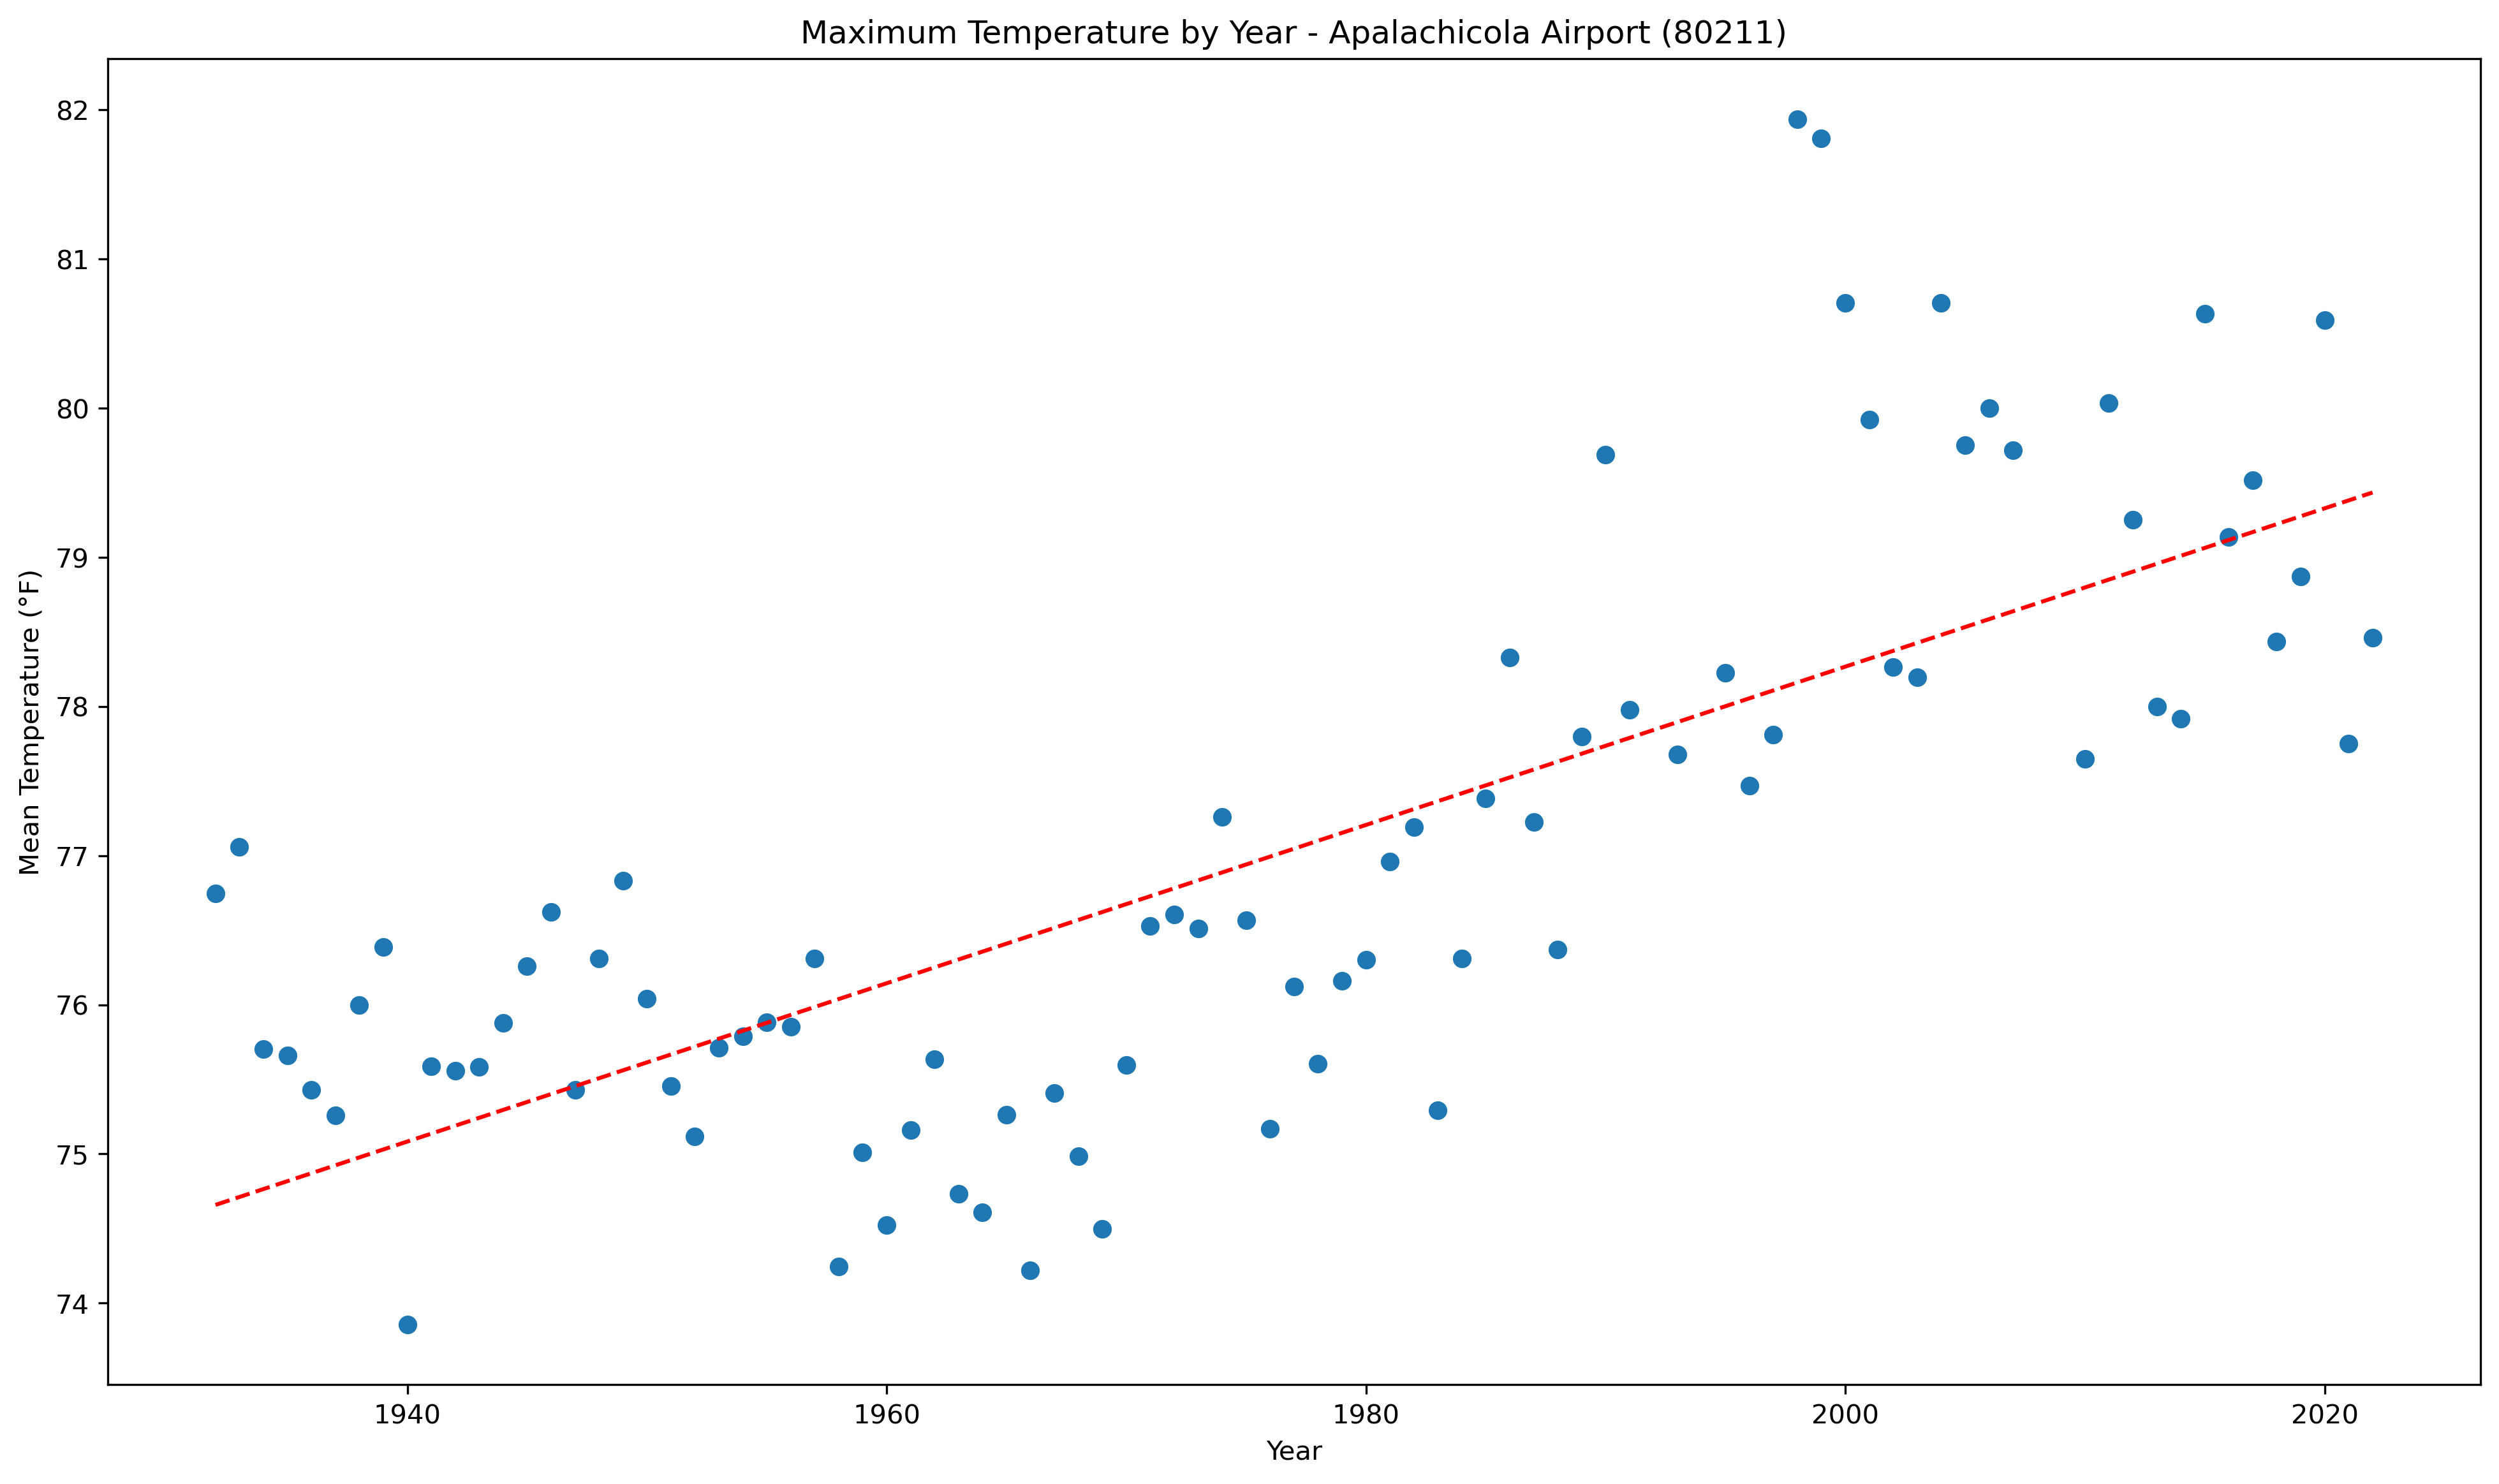 Maximum Temperature by Year - Apalachicola Airport (80211)
82
81
80
79
78
77
76
75
74
Mean Temperature (°F)
1940 1960 1980 2000 2020
Year